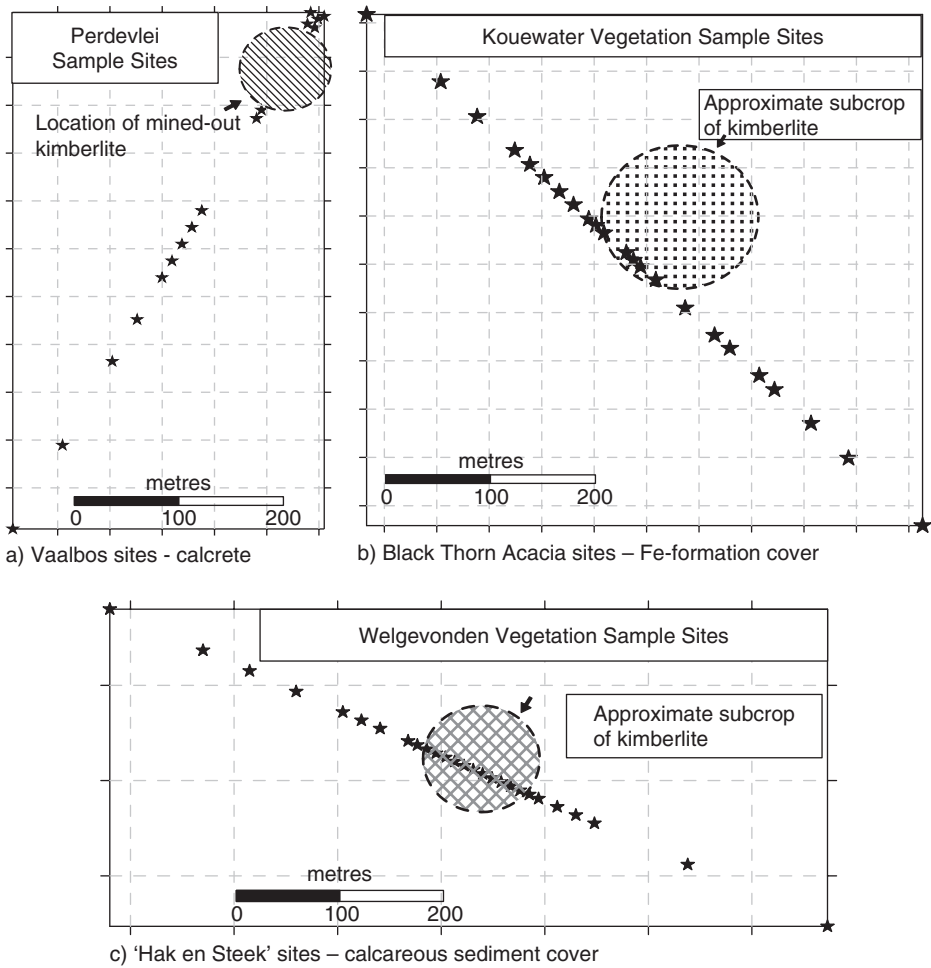 Perdevlei
Sample Sites
Location of mined-out
kimberlite
metres
0 100 200
a) Vaalbos sites - calcrete
Kouewater Vegetation Sample Sites
Approximate subcrop
of kimberlite
metres
0 100 200
b) Black Thorn Acacia sites – Fe-formation cover
Welgevonden Vegetation Sample Sites
Approximate subcrop
of kimberlite
metres
0 100 200
c) ‘Hak en Steek’ sites – calcareous sediment cover